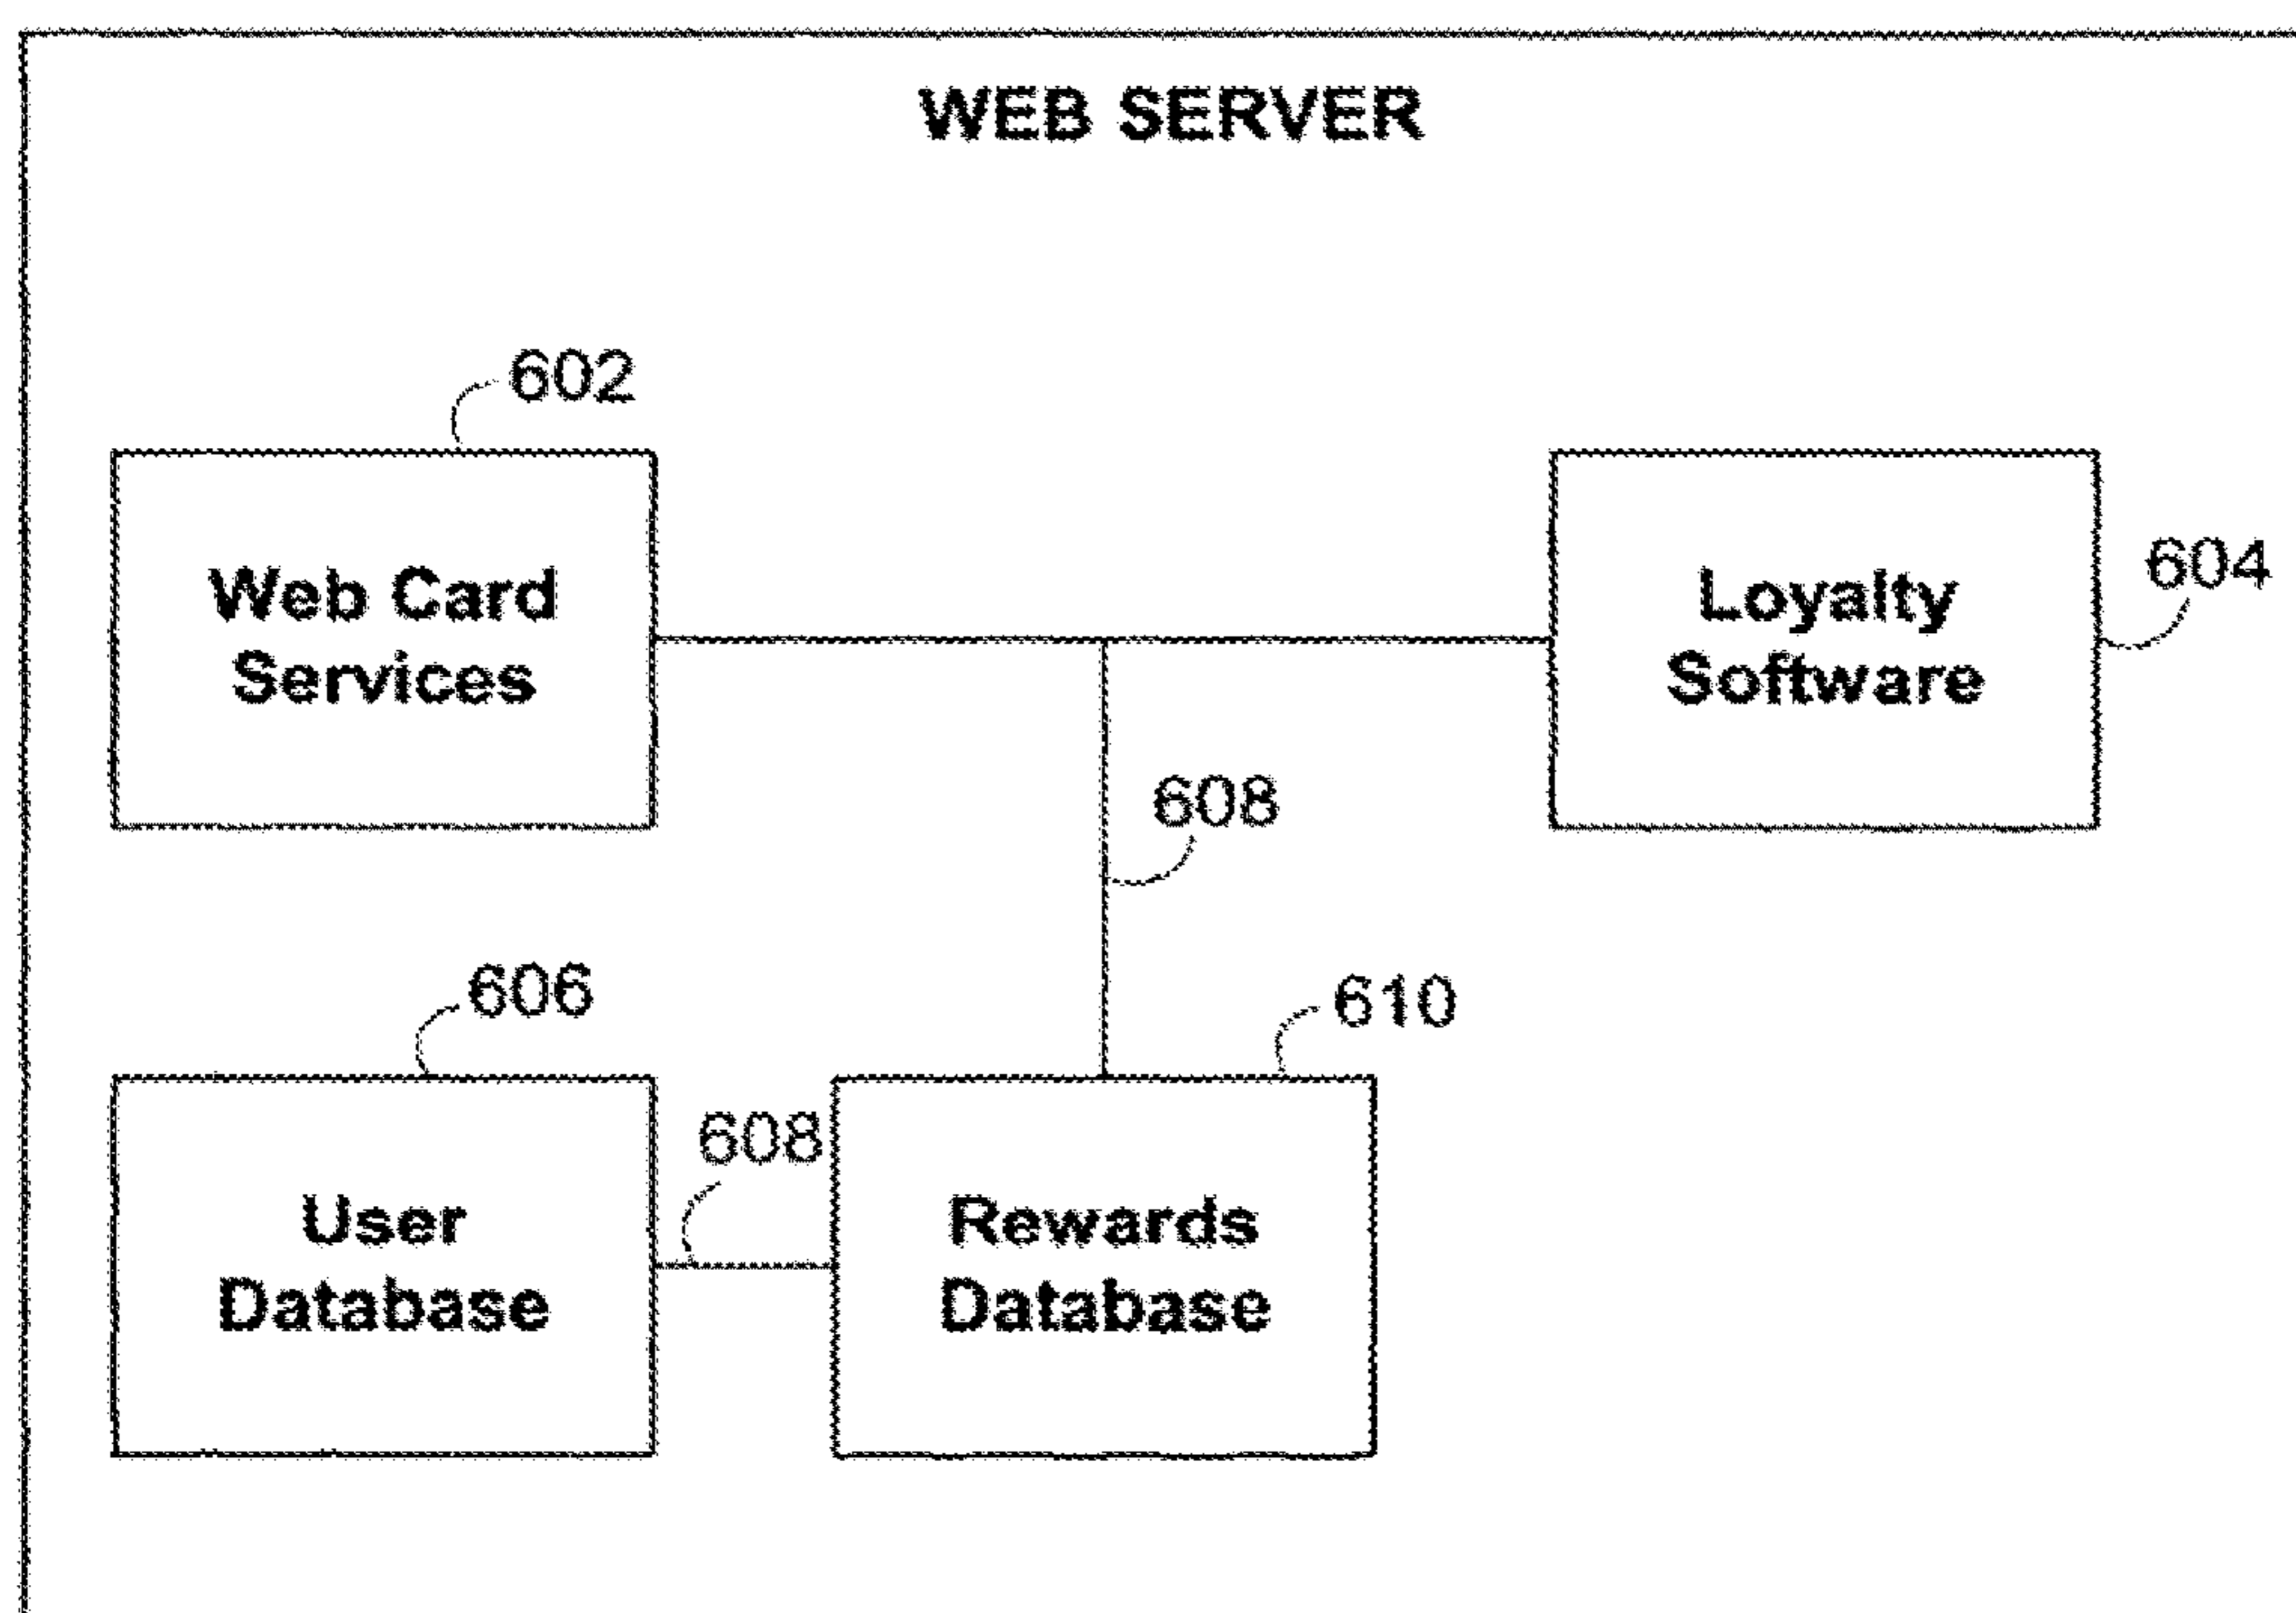 WEB SERVER
602
Web Card
Services
Loyalty
Software
604
608
606
610
608
User
Database
Rewards
Database